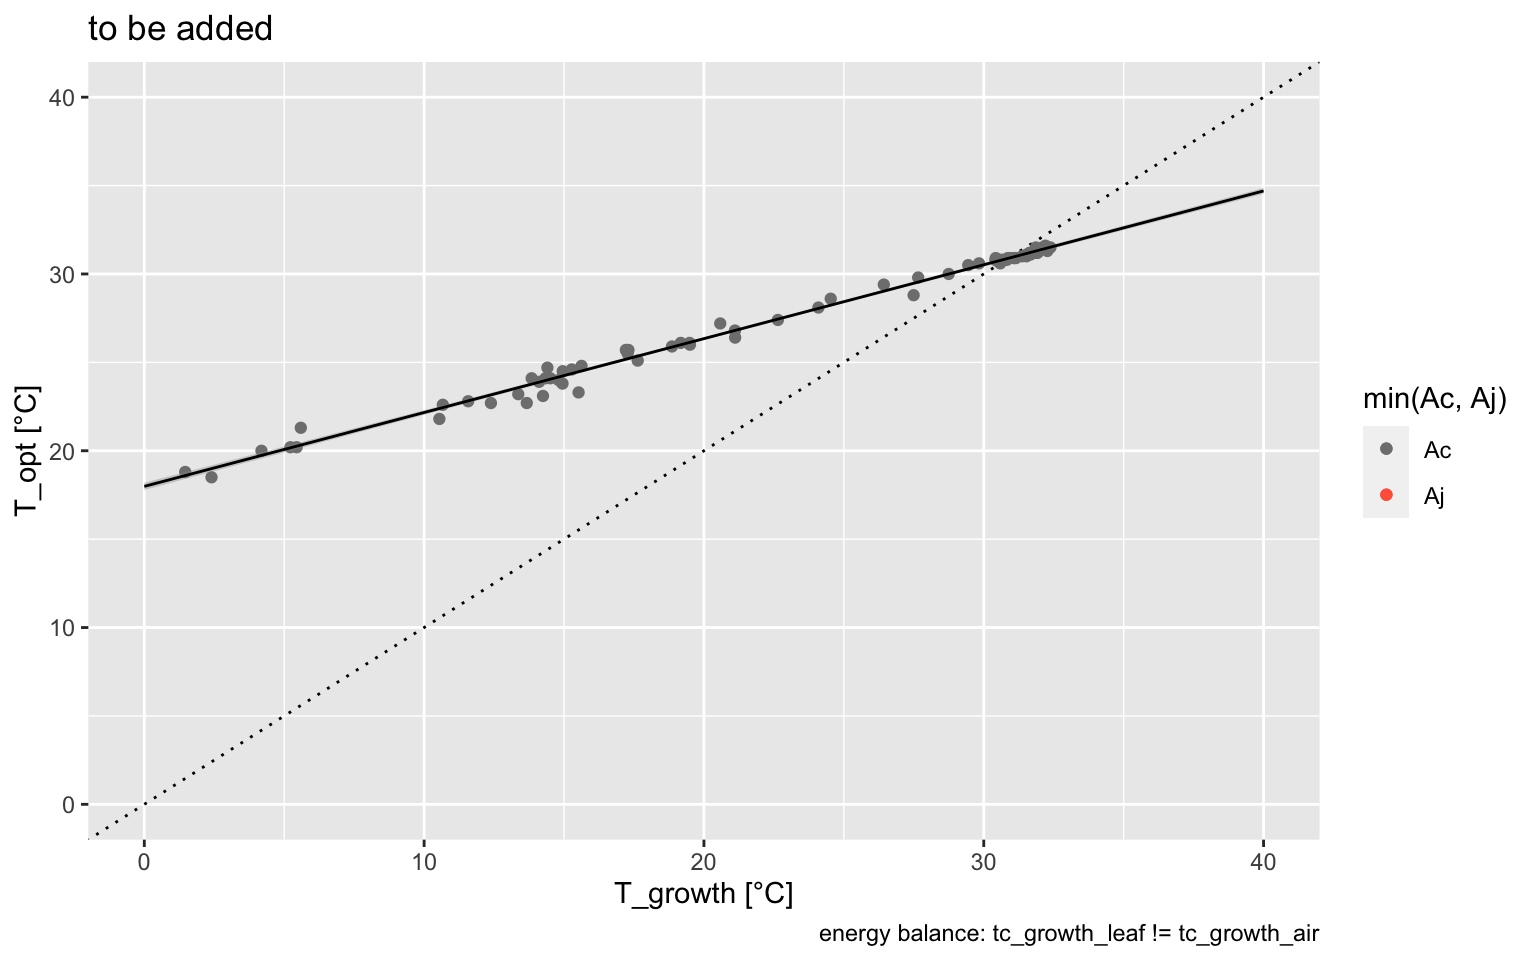 to be added
40
30
20
10
0
T_opt [°C]
0 10 20 30 40
T_growth [°C]
min(Ac, Aj)
Ac
Aj
energy balance: tc_growth_leaf != tc_growth_air